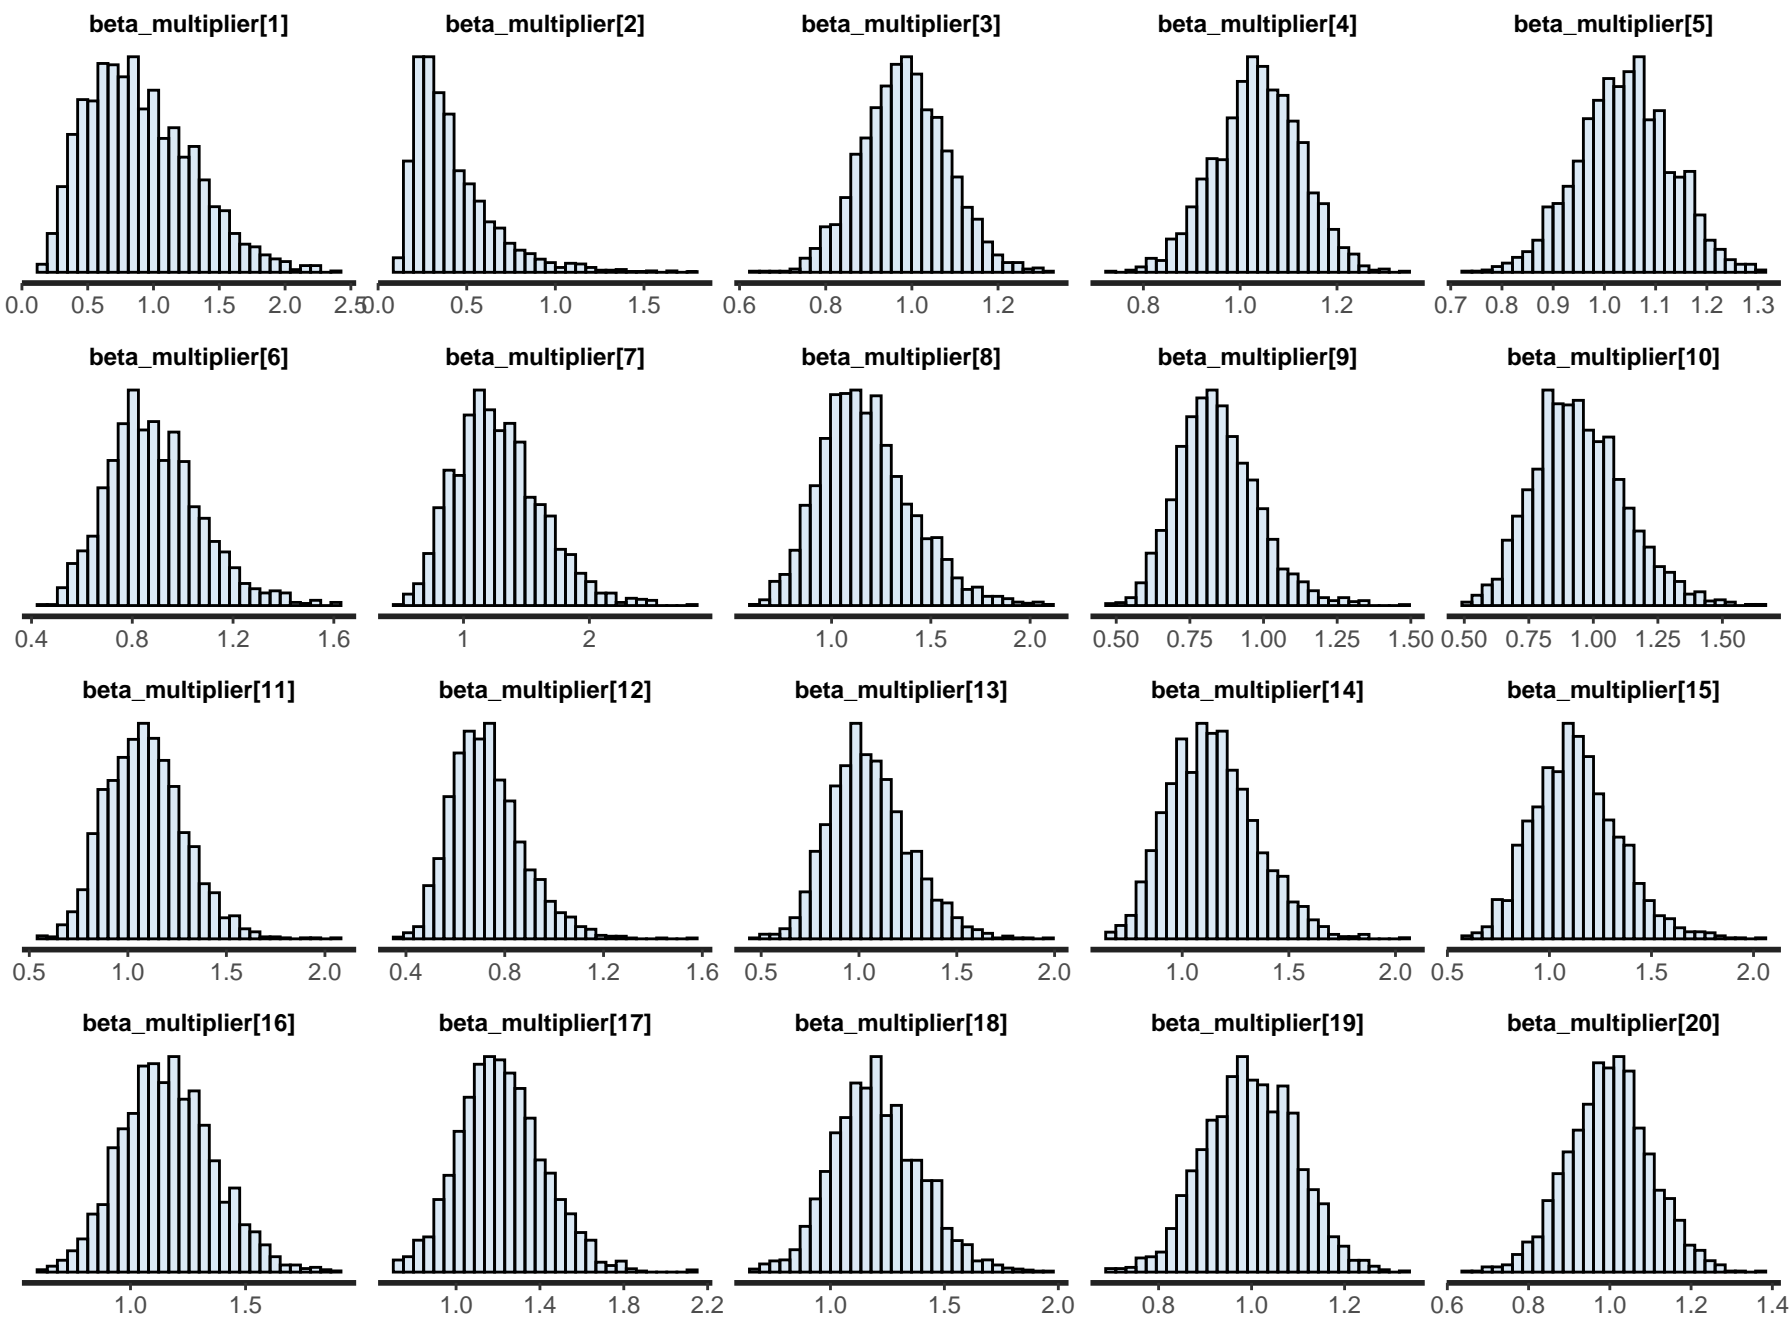 beta_multiplier[1] beta_multiplier[2] beta_multiplier[3] beta_multiplier[4] beta_multiplier[5]
0.0 0.5 1.0 1.5 2.0 2.5 0.0 0.5 1.0 1.5 0.6 0.8 1.0 1.2 0.8 1.0 1.2 0.7 0.8 0.9 1.0 1.1 1.2 1.3
beta_multiplier[6] beta_multiplier[7] beta_multiplier[8] beta_multiplier[9] beta_multiplier[10]
0.4 0.8 1.2 1.6 1 2 1.0 1.5 2.0 0.50 0.75 1.00 1.25 1.50 0.50 0.75 1.00 1.25 1.50
beta_multiplier[11] beta_multiplier[12] beta_multiplier[13] beta_multiplier[14] beta_multiplier[15]
0.5 1.0 1.5 2.0 0.4 0.8 1.2 1.6 0.5 1.0 1.5 2.0 1.0 1.5 2.0 0.5 1.0 1.5 2.0
beta_multiplier[16] beta_multiplier[17] beta_multiplier[18] beta_multiplier[19] beta_multiplier[20]
1.0 1.5 1.0 1.4 1.8 2.2 1.0 1.5 2.0 0.8 1.0 1.2 0.6 0.8 1.0 1.2 1.4